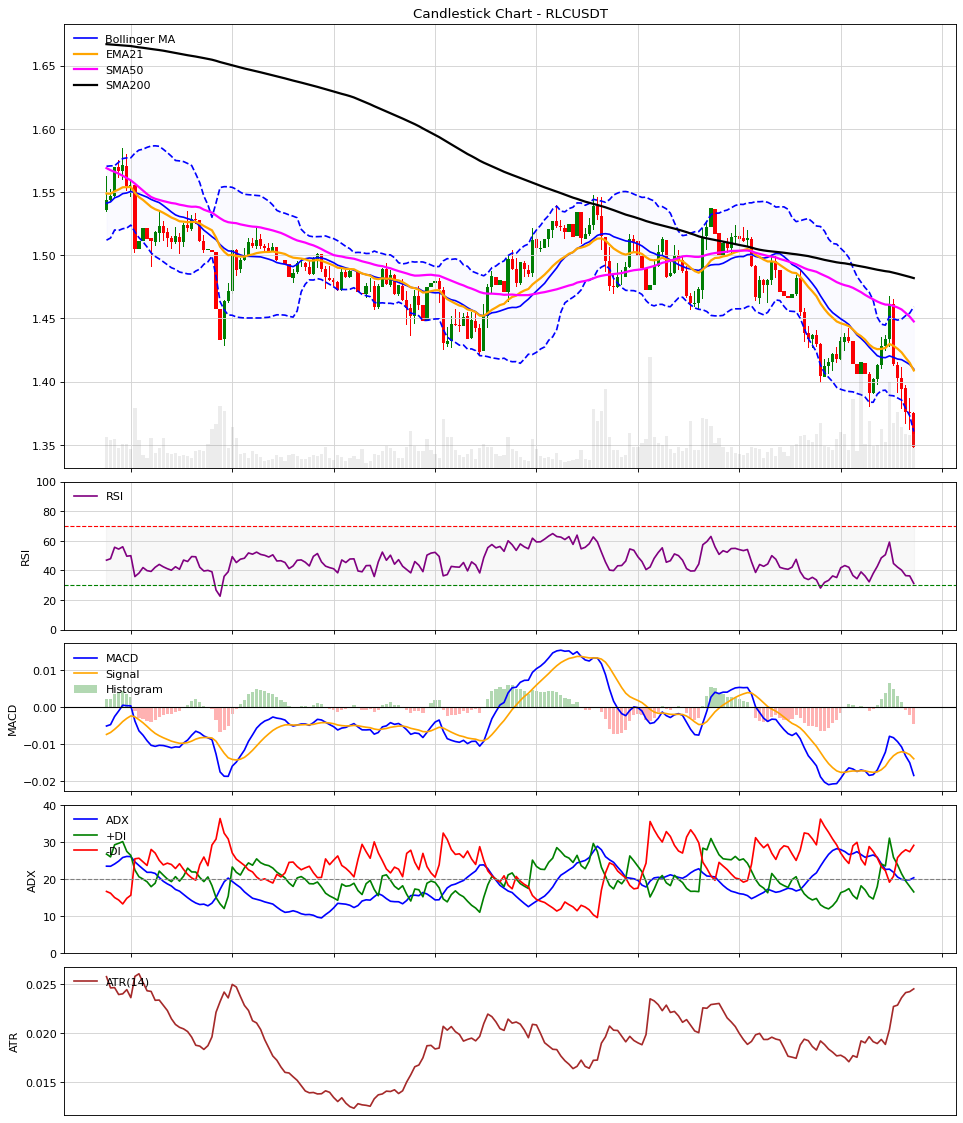 Candlestick Chart - RLCUSDT
Bollinger MA
EMA21
SMA50
SMA200
1.65
1.60
1.55
1.50
1.45
1.40
1.35
RSI
RSI
100
80
60
40
20
0
MACD
Signal
Histogram
MACD
0.01
0.00
−0.01
−0.02
ADX
+DI
-DI
ADX
40
30
20
10
0
ATR(14)
ATR
0.025
0.020
0.015